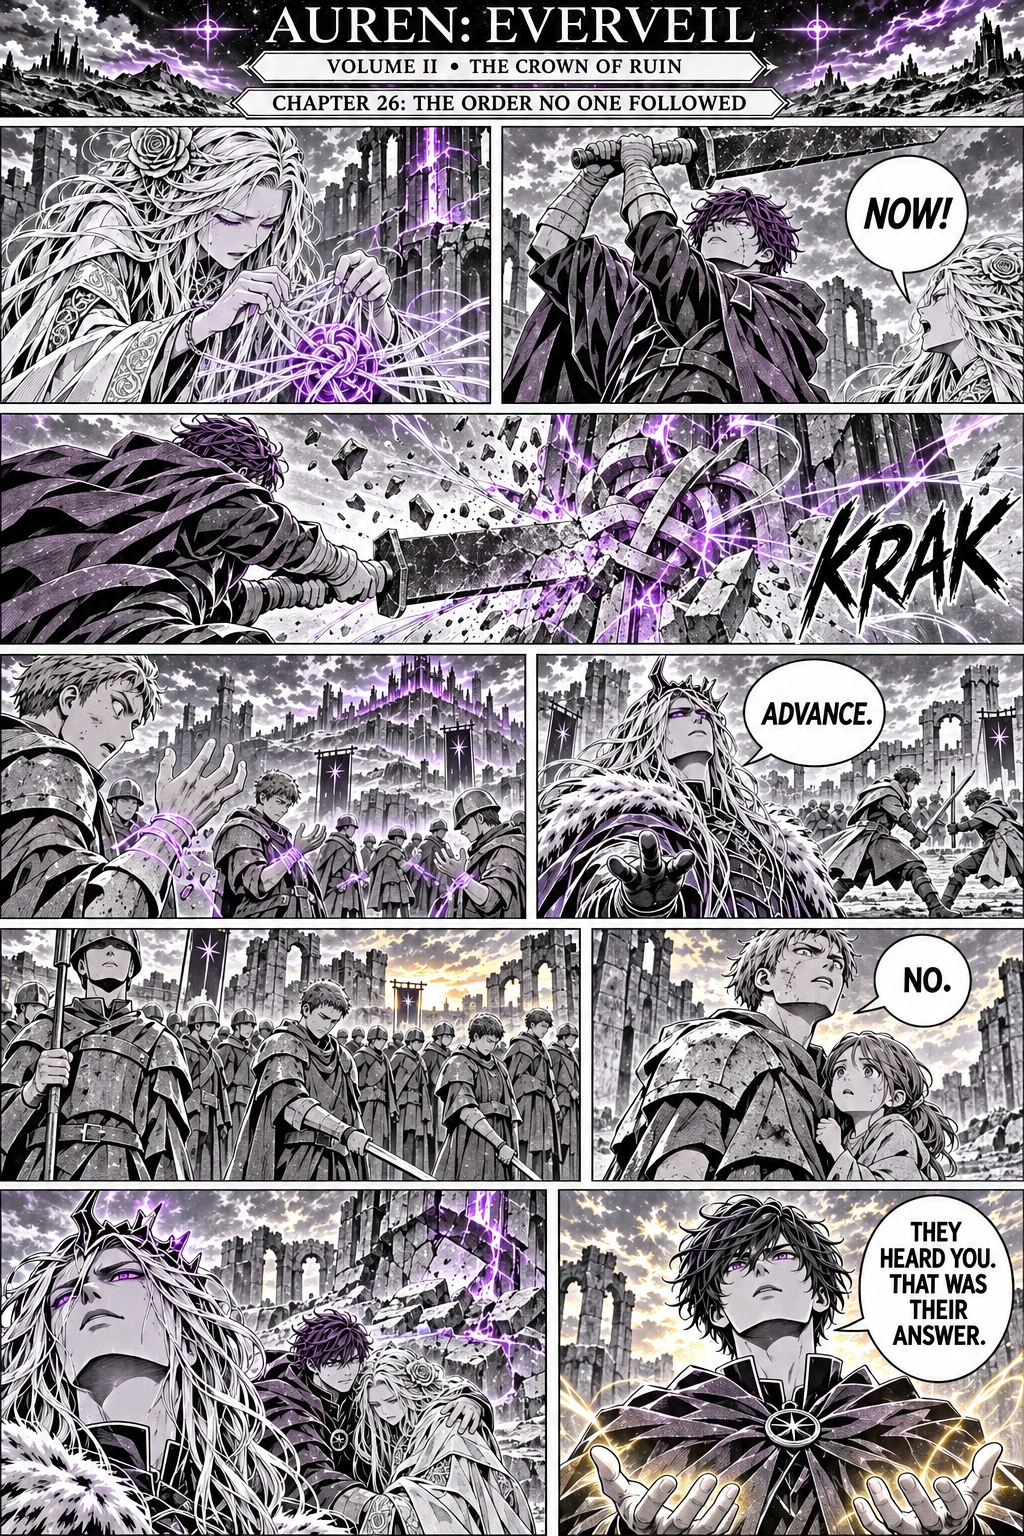 AUREN: EVERVEIL
VOLUME II • THE CROWN OF RUIN
CHAPTER 26: THE ORDER NO ONE FOLLOWED
NOW!
KRAK
ADVANCE.
NO.
THEY
HEARD YOU.
THAT WAS
THEIR
ANSWER.